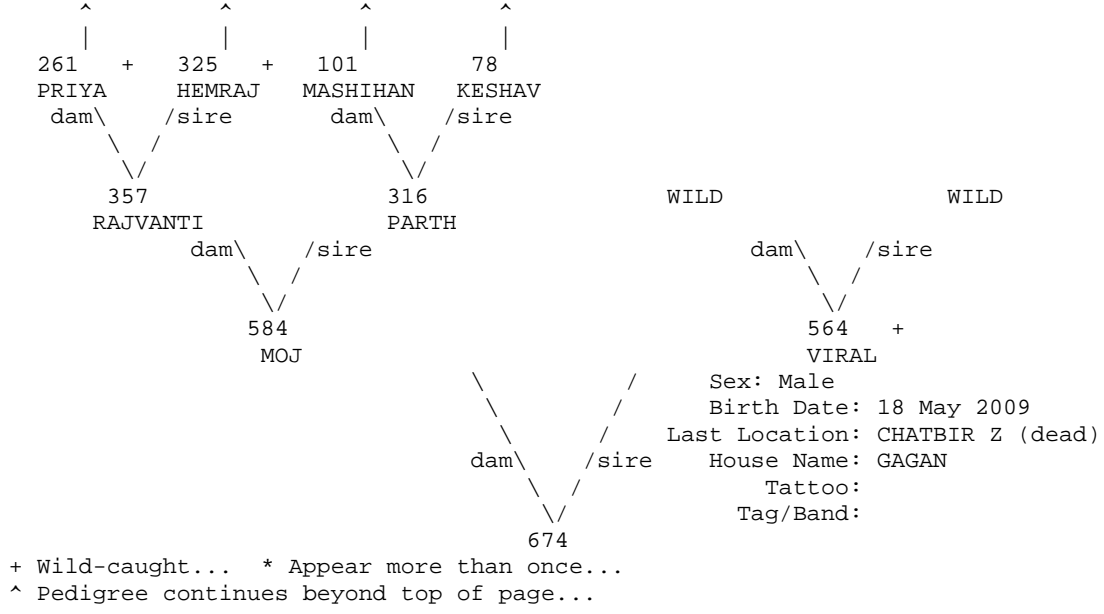 ^ ^ ^ ^
| | | |
261 + 325 + 101 78
PRIYA HEMRAJ MASHIHAN KESHAV
dam\ /sire dam\ /sire
\ / \ /
\/ \/
357 316 WILD WILD
RAJVANTI PARTH
dam\ /sire dam\ /sire
\ / \ /
\/ \/
584 564 +
MOJ VIRAL
\ / Sex: Male
\ / Birth Date: 18 May 2009
\ / Last Location: CHATBIR Z (dead)
dam\ /sire House Name: GAGAN
\ / Tattoo:
\/ Tag/Band:
674
+ Wild-caught... * Appear more than once...
^ Pedigree continues beyond top of page...